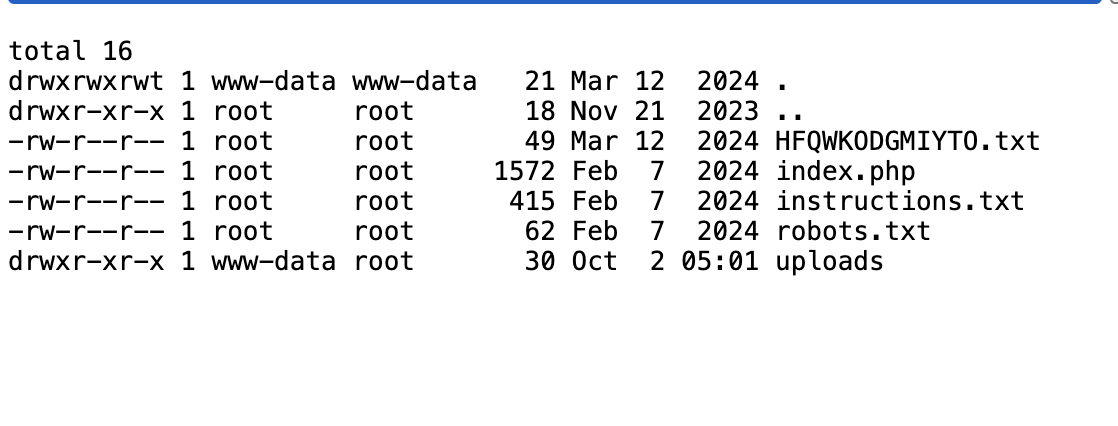 total 16
drwxrwxrwt 1 www-data www-data   21 Mar 12  2024 .
drwxr-xr-x 1 root     root       18 Nov 21  2023 ..
-rw-r--r-- 1 root     root       49 Mar 12  2024 HFQWKODGMIYTO.txt
-rw-r--r-- 1 root     root     1572 Feb  7  2024 index.php
-rw-r--r-- 1 root     root      415 Feb  7  2024 instructions.txt
-rw-r--r-- 1 root     root       62 Feb  7  2024 robots.txt
drwxr-xr-x 1 www-data root       30 Oct  2 05:01 uploads